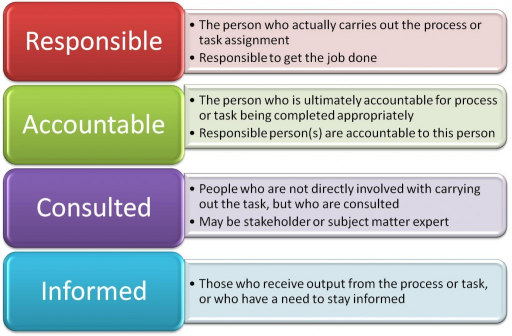 Responsible
• The person who actually carries out the process or
task assignment
• Responsible to get the job done
Accountable
• The person who is ultimately accountable for process
or task being completed appropriately
• Responsible person(s) are accountable to this person
Consulted
• People who are not directly involved with carrying
out the task, but who are consulted
• May be stakeholder or subject matter expert
Informed
• Those who receive output from the process or task,
or who have a need to stay informed